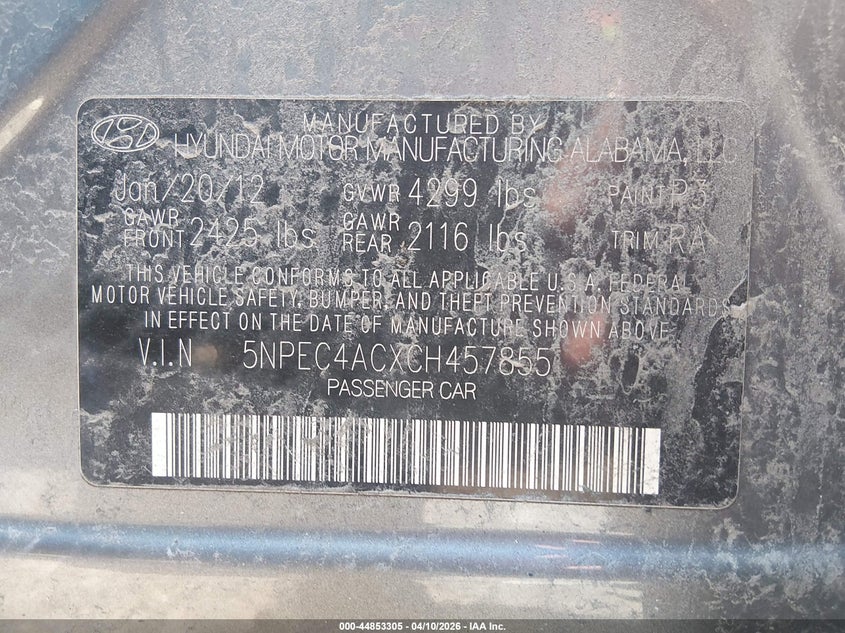 MANUFACTURED BY
HYUNDAI MOTOR MANUFACTURING ALABAMA, LLC
Jan/20/12 GVWR 4299 lbs PAINT P3
GAWR FRONT 2425 lbs GAWR REAR 2116 lbs TRIM RA
THIS VEHICLE CONFORMS TO ALL APPLICABLE U.S.A. FEDERAL
MOTOR VEHICLE SAFETY, BUMPER, AND THEFT PREVENTION STANDARDS
IN EFFECT ON THE DATE OF MANUFACTURE SHOWN ABOVE.
V.I.N 5NPEC4ACXCH457855
PASSENGER CAR
000-44853305 - 04/10/2026 - IAA Inc.